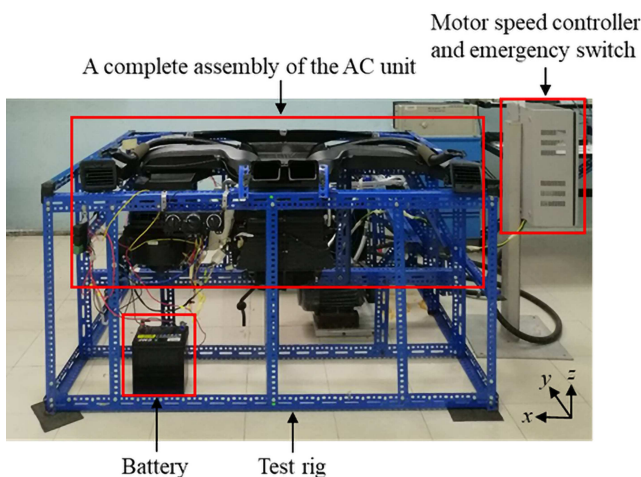 Motor speed controller
and emergency switch
A complete assembly of the AC unit
y
z
x
Battery
Test rig